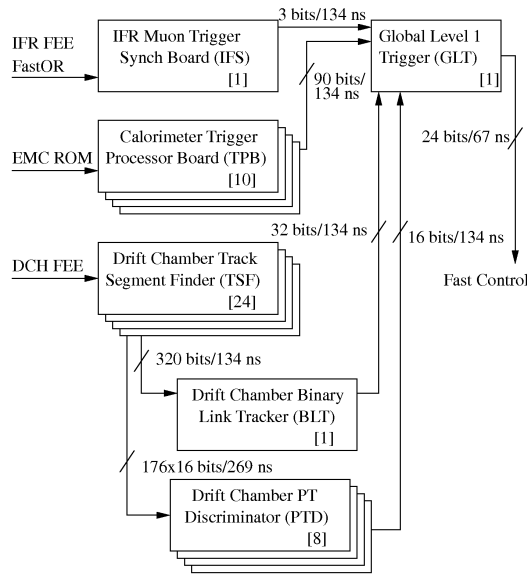 3 bits/134 ns
IFR FEE
FastOR
IFR Muon Trigger
Synch Board (IFS)
[1]
Global Level 1
Trigger (GLT)
[1]
90 bits/
134 ns
EMC ROM
Calorimeter Trigger
Processor Board (TPB)
[10]
24 bits/67 ns
32 bits/134 ns
16 bits/134 ns
DCH FEE
Drift Chamber Track
Segment Finder (TSF)
[24]
Fast Control
320 bits/134 ns
Drift Chamber Binary
Link Tracker (BLT)
[1]
176x16 bits/269 ns
Drift Chamber PT
Discriminator (PTD)
[8]